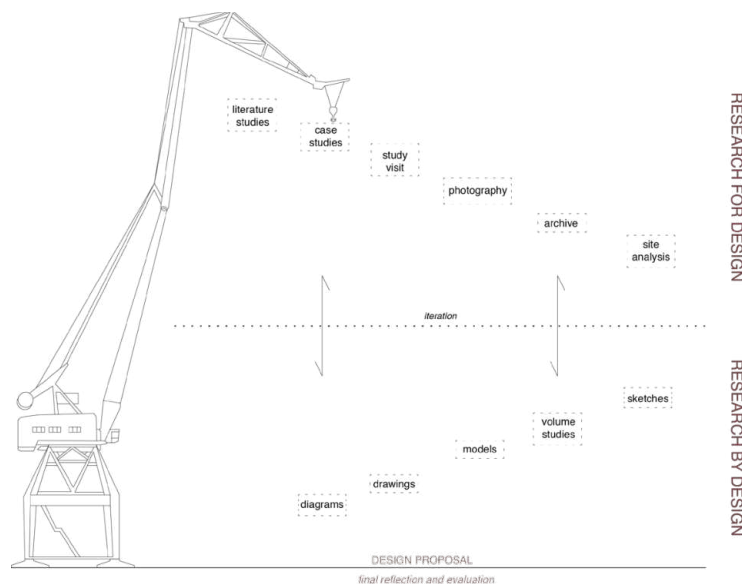 literature
studies
case
studies
study
visit
photography
archive
site
analysis
RESEARCH FOR DESIGN
iteration
RESEARCH BY DESIGN
sketches
volume
studies
models
drawings
diagrams
DESIGN PROPOSAL
final reflection and evaluation